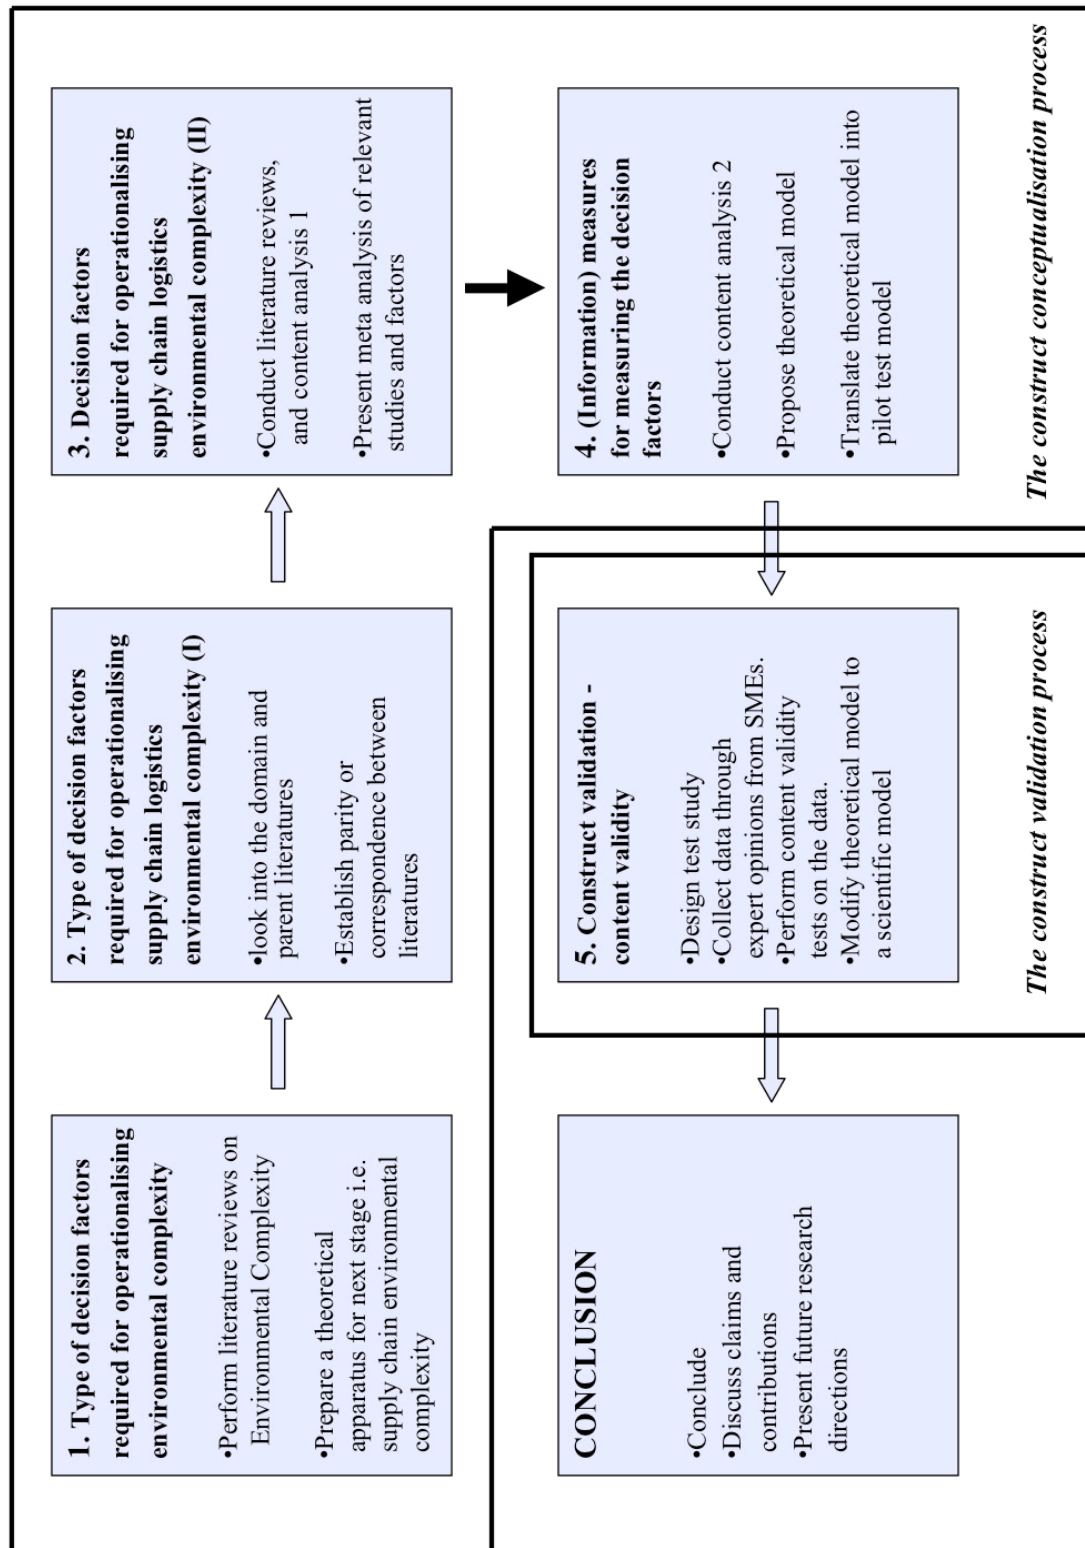 1. Type of decision factors
required for operationalising
environmental complexity
•Perform literature reviews on
Environmental Complexity
•Prepare a theoretical
apparatus for next stage i.e.
supply chain environmental
complexity
2. Type of decision factors
required for operationalising
supply chain logistics
environmental complexity (I)
•look into the domain and
parent literatures
•Establish parity or
correspondence between
literatures
3. Decision factors
required for operationalising
supply chain logistics
environmental complexity (II)
•Conduct literature reviews,
and content analysis 1
•Present meta analysis of relevant
studies and factors
4. (Information) measures
for measuring the decision
factors
•Conduct content analysis 2
•Propose theoretical model
•Translate theoretical model into
pilot test model
The construct conceptualisation process
5. Construct validation -
content validity
•Design test study
•Collect data through
expert opinions from SMEs.
•Perform content validity
tests on the data.
•Modify theoretical model to
a scientific model
The construct validation process
CONCLUSION
•Conclude
•Discuss claims and
contributions
•Present future research
directions